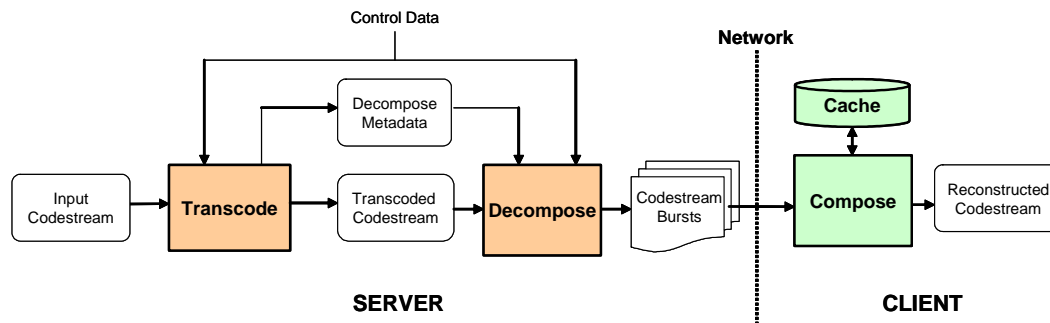 Control Data
Network
Decompose
Metadata
Cache
Input
Codestream
Transcode
Transcoded
Codestream
Decompose
Codestream
Bursts
Compose
Reconstructed
Codestream
SERVER
CLIENT